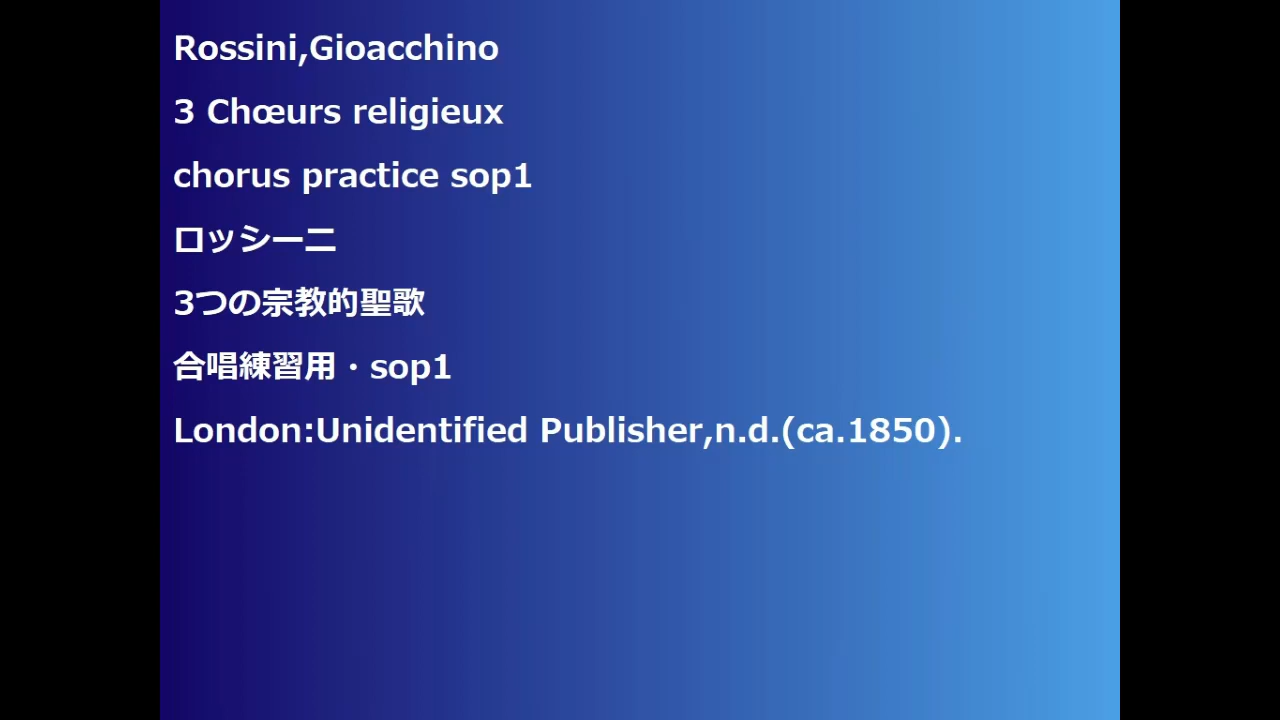 Rossini,Gioacchino
3 Chœurs religieux
chorus practice sop1
ロッシーニ
3つの宗教的聖歌
合唱練習用・sop1
London:Unidentified Publisher,n.d.(ca.1850).